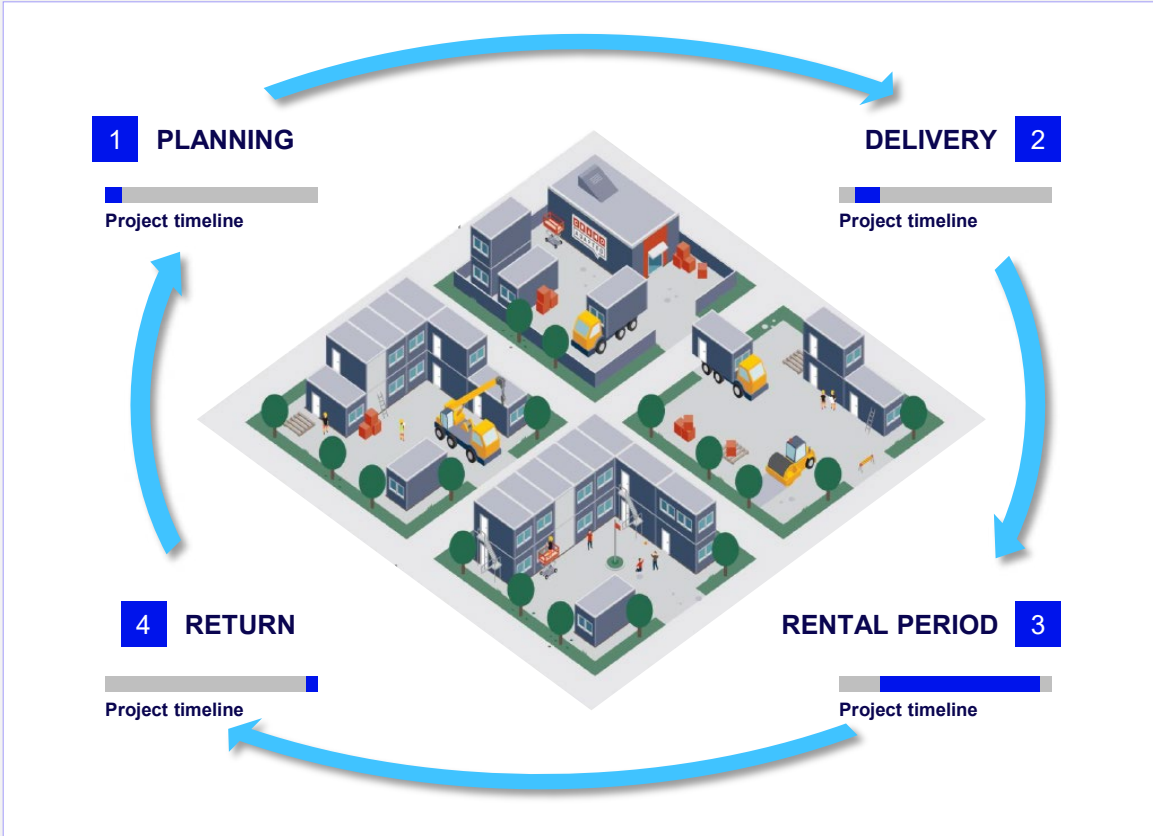 1 PLANNING
Project timeline
DELIVERY 2
Project timeline
4 RETURN
Project timeline
RENTAL PERIOD 3
Project timeline